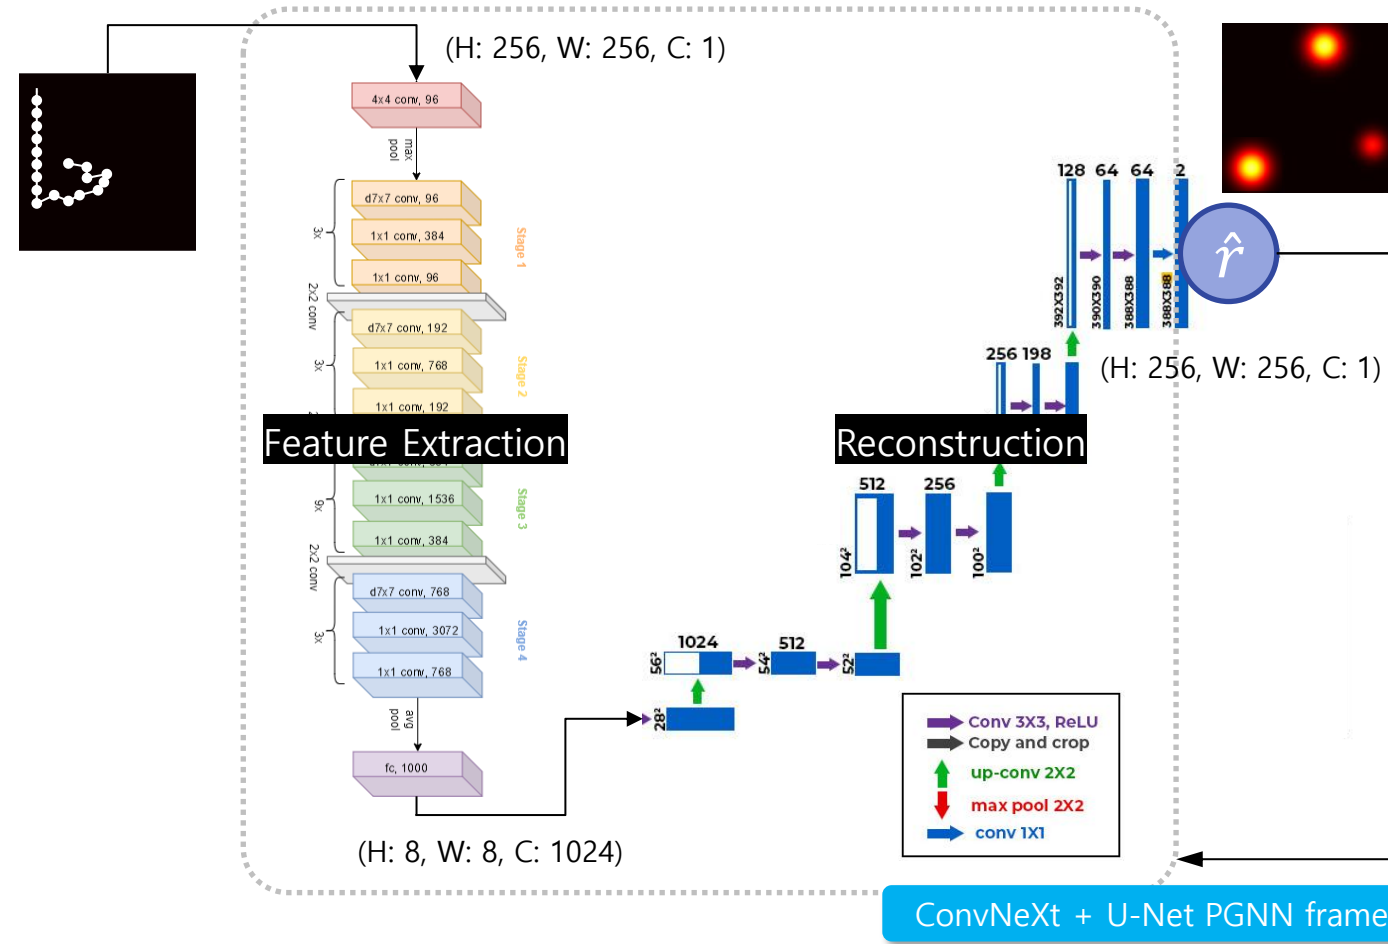 (H: 256, W: 256, C: 1)
4x4 conv, 96
max
pool
d7x7 conv, 96
1x1 conv, 384
1x1 conv, 96
3x
Stage 1
2x2 conv
d7x7 conv, 192
1x1 conv, 768
1x1 conv, 192
3x
Stage 2
Feature Extraction
1x1 conv, 1536
1x1 conv, 384
9x
Stage 3
2x2 conv
d7x7 conv, 768
1x1 conv, 3072
1x1 conv, 768
3x
Stage 4
avg
pool
fc, 1000
(H: 8, W: 8, C: 1024)
28²
56²
1024
54²
512
52²
104²
512
102²
256
100²
Reconstruction
256 198
128 64 64 2
392X392
390X390
388X388
388X388
r̂
(H: 256, W: 256, C: 1)
Conv 3X3, ReLU
Copy and crop
up-conv 2X2
max pool 2X2
conv 1X1
ConvNeXt + U-Net PGNN frame